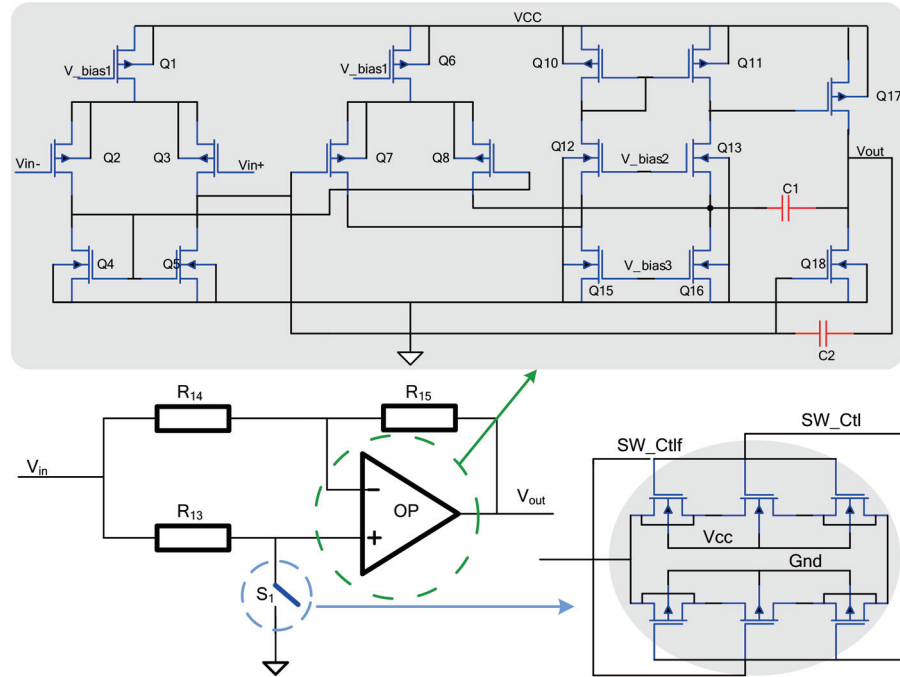 VCC
Q1
Q6
Q10
Q11
V_bias1
V_bias1
Q17
Vin-
Q2
Q3
Vin+
Q7
Q8
Q12
V_bias2
Q13
Vout
C1
Q4
Q5
V_bias3
Q18
Q15
Q16
C2
R14
R15
SW_Ctl
SW_Ctlf
Vin
R13
OP
Vout
Vcc
Gnd
S1